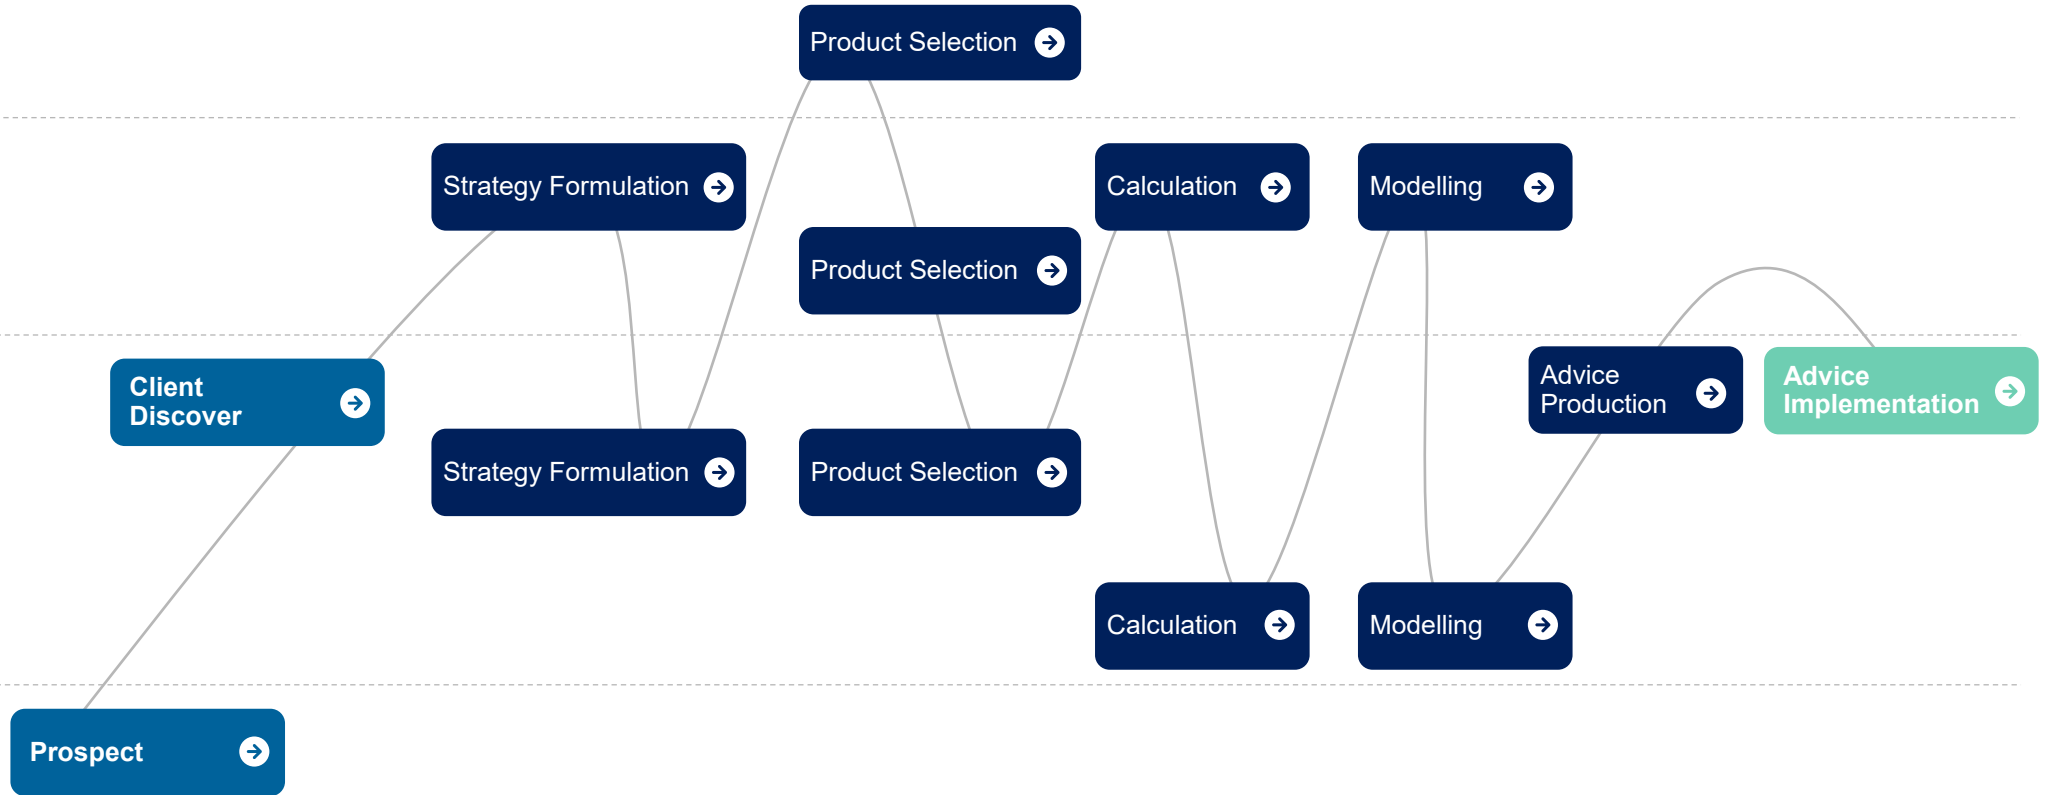 Product Selection
Strategy Formulation
Calculation
Modelling
Product Selection
Client
Discover
Advice
Production
Advice
Implementation
Strategy Formulation
Product Selection
Calculation
Modelling
Prospect